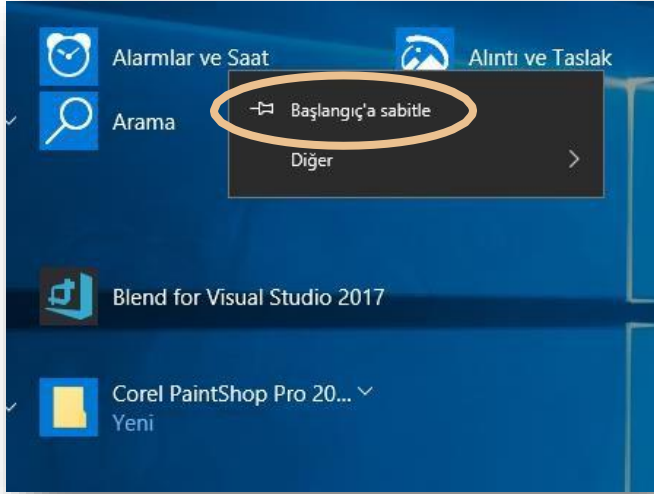 Alarmlar ve Saat
Alıntı ve Taslak
Başlangıç'a sabitle
Arama
Diğer
Blend for Visual Studio 2017
Corel PaintShop Pro 20...
Yeni